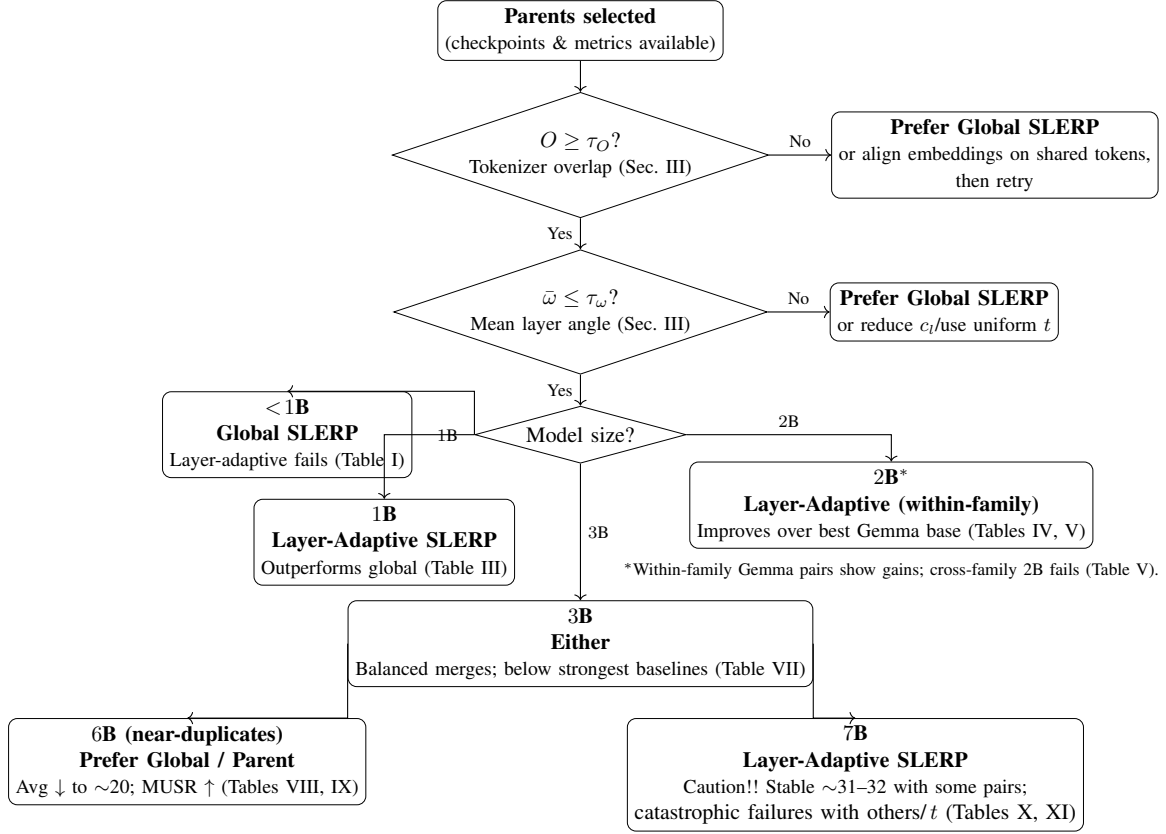 Parents selected
(checkpoints & metrics available)
O ≥ τ_O?
Tokenizer overlap (Sec. III)
No
Prefer Global SLERP
or align embeddings on shared tokens,
then retry
Yes
ω̄ ≤ τ_ω?
Mean layer angle (Sec. III)
No
Prefer Global SLERP
or reduce c_l/use uniform t
Yes
Model size?
<1B
Global SLERP
Layer-adaptive fails (Table I)
1B
1B
Layer-Adaptive SLERP
Outperforms global (Table III)
2B
2B*
Layer-Adaptive (within-family)
Improves over best Gemma base (Tables IV, V)
*Within-family Gemma pairs show gains; cross-family 2B fails (Table V).
3B
3B
Either
Balanced merges; below strongest baselines (Table VII)
6B (near-duplicates)
Prefer Global / Parent
Avg ↓ to ∼20; MUSR ↑ (Tables VIII, IX)
7B
Layer-Adaptive SLERP
Caution!! Stable ∼31–32 with some pairs;
catastrophic failures with others/t (Tables X, XI)